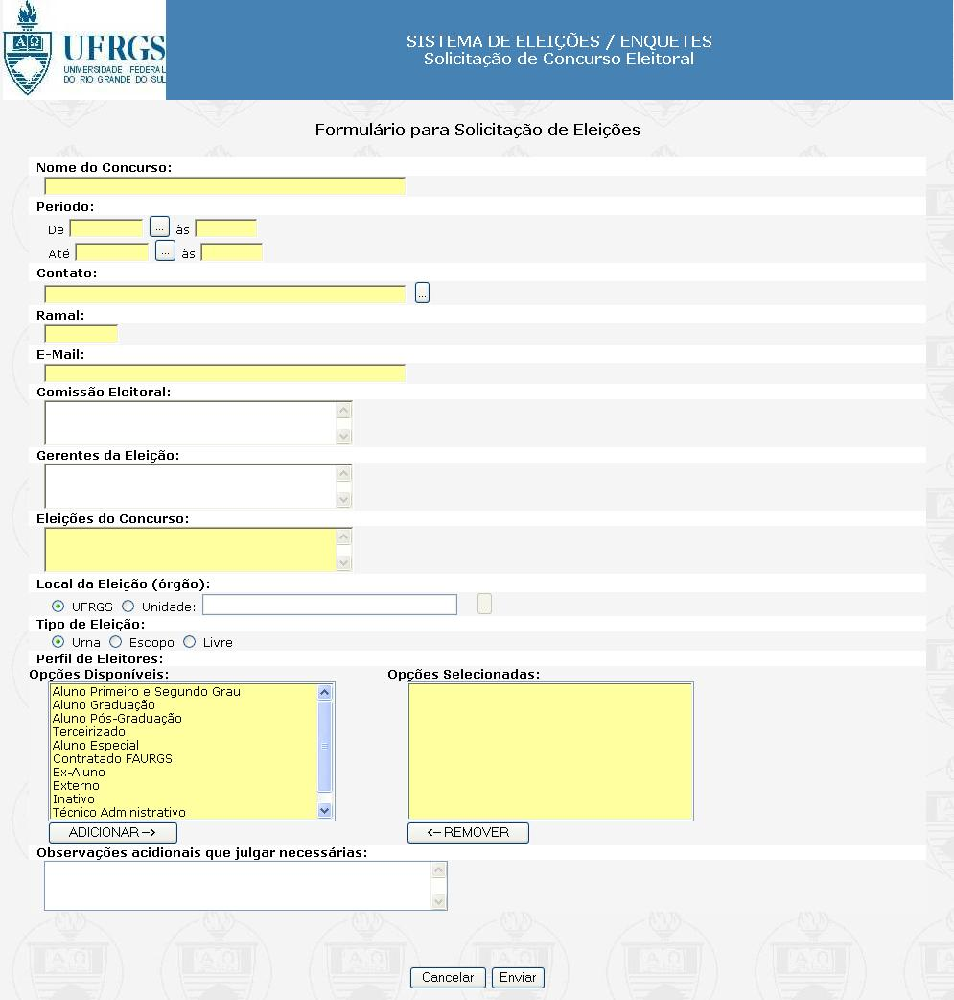 UFRGS
UNIVERSIDADE FEDERAL
DO RIO GRANDE DO SUL
SISTEMA DE ELEIÇÕES / ENQUETES
Solicitação de Concurso Eleitoral
Formulário para Solicitação de Eleições
Nome do Concurso:
Período:
De ... às
Até ... às
Contato:
...
Ramal:
E-Mail:
Comissão Eleitoral:
Gerentes da Eleição:
Eleições do Concurso:
Local da Eleição (órgão):
UFRGS Unidade: ...
Tipo de Eleição:
Urna Escopo Livre
Perfil de Eleitores:
Opções Disponíveis: Opções Selecionadas:
Aluno Primeiro e Segundo Grau
Aluno Graduação
Aluno Pós-Graduação
Terceirizado
Aluno Especial
Contratado FAURGS
Ex-Aluno
Externo
Inativo
Técnico Administrativo
ADICIONAR-> <-REMOVER
Observações acidionais que julgar necessárias:
Cancelar Enviar